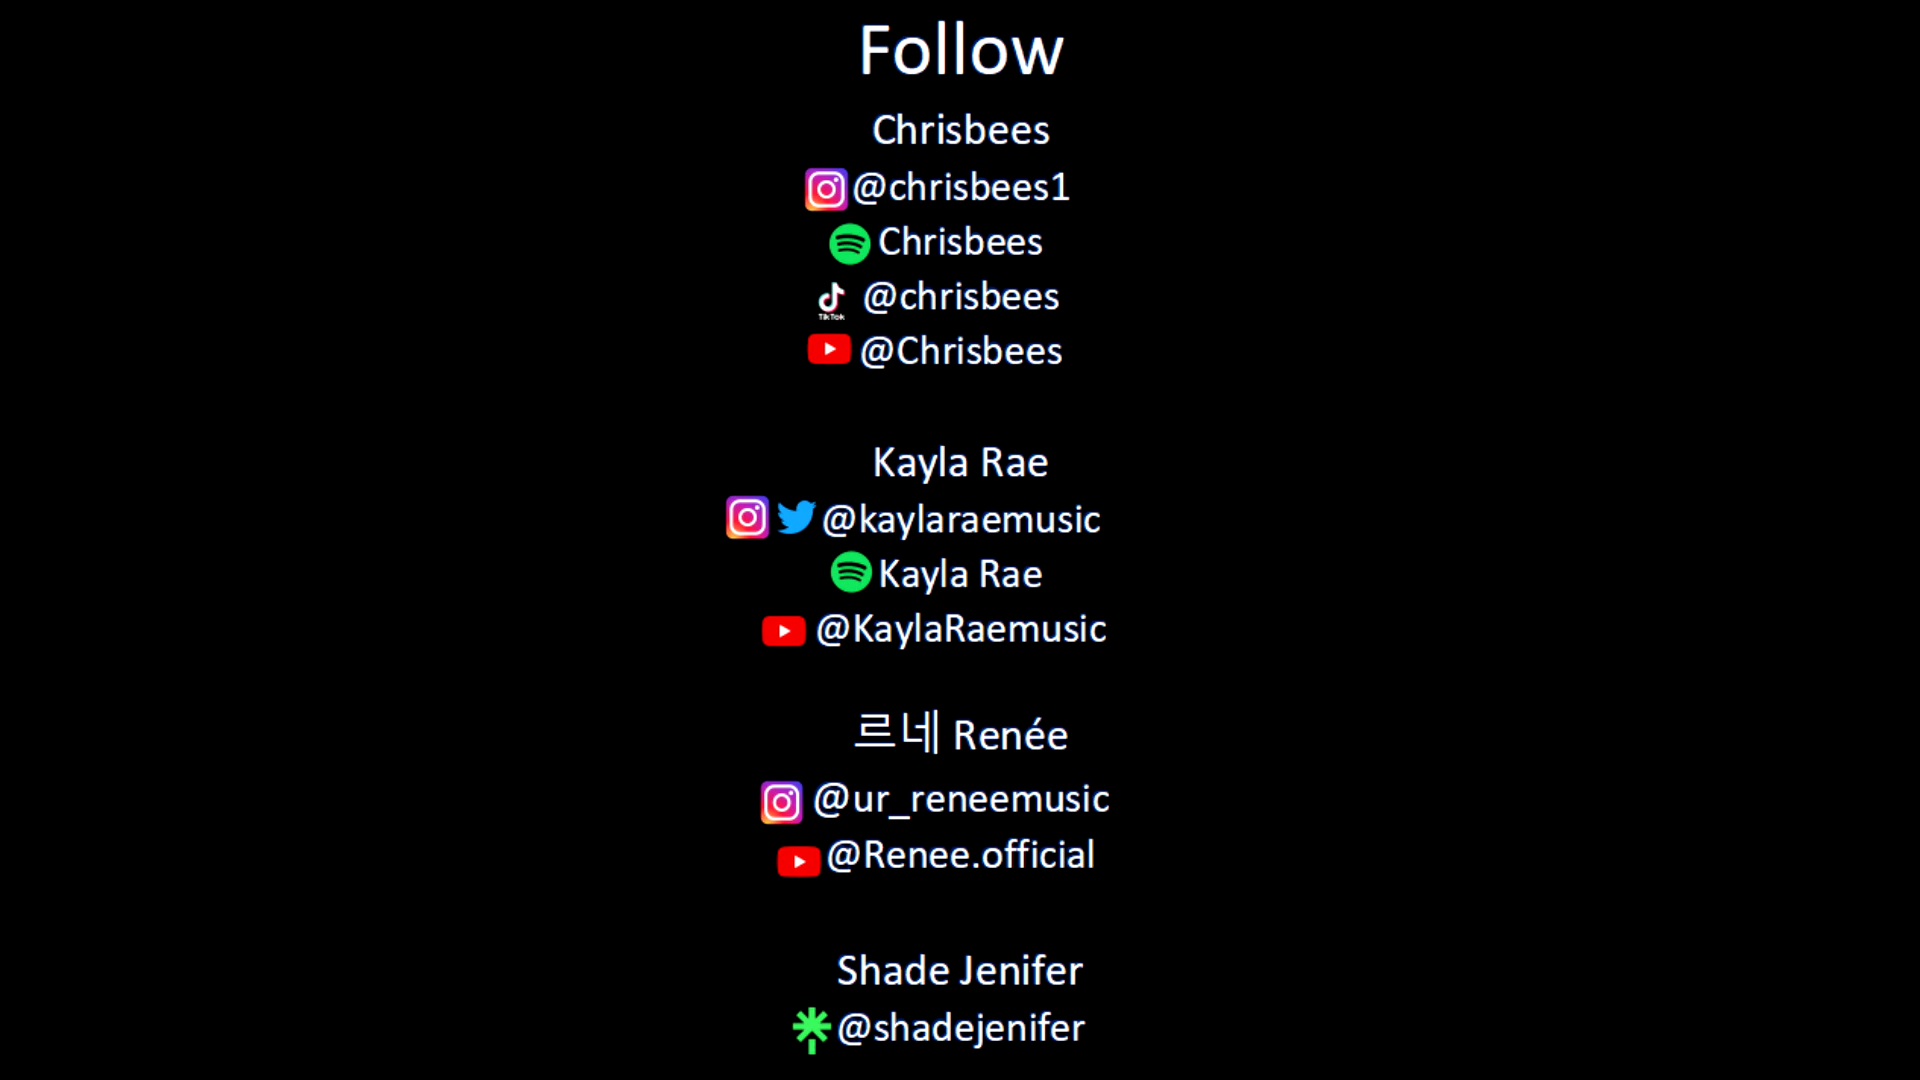 Follow
Chrisbees
@chrisbees1
Chrisbees
TikTok @chrisbees
@Chrisbees
Kayla Rae
@kaylaraemusic
Kayla Rae
@KaylaRaemusic
르네 Renée
@ur_reneemusic
@Renee.official
Shade Jenifer
@shadejenifer